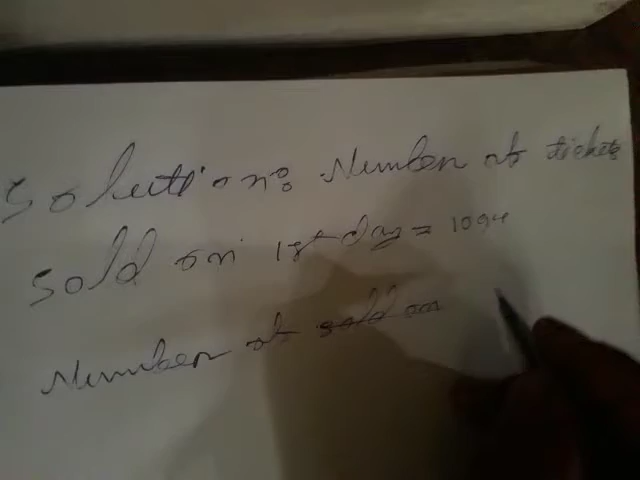 Solution: Number of tickets
sold on 1st day = 1094
Number of sold on